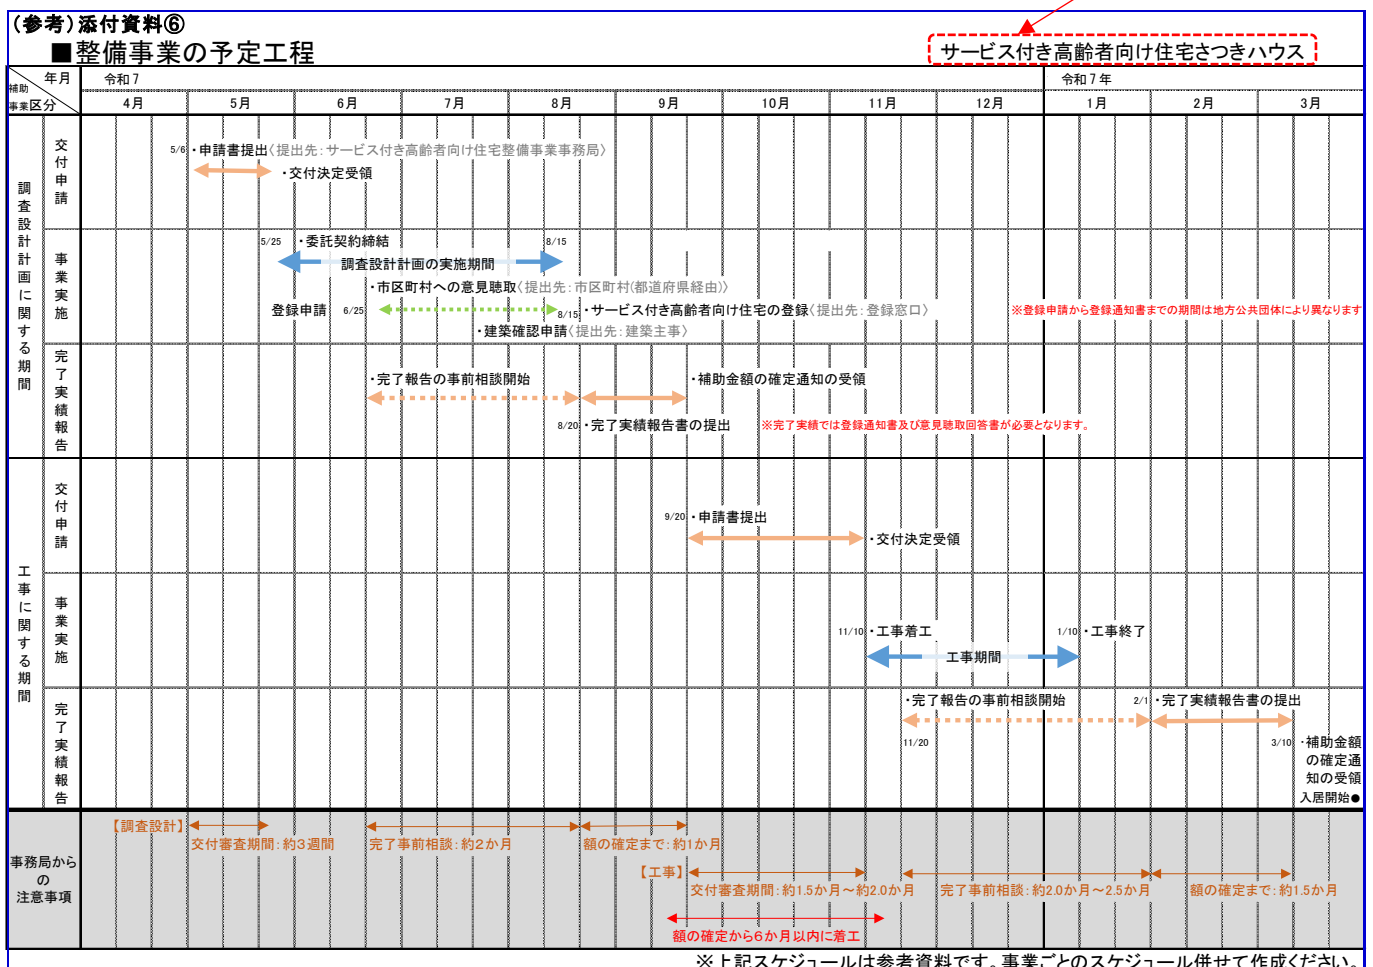 (参考)添付資料⑥
■整備事業の予定工程
サービス付き高齢者向け住宅さつきハウス
年月
補助
事業区分
令和7
令和7年
4月 5月 6月 7月 8月 9月 10月 11月 12月 1月 2月 3月
調査設計計画に関する期間
交付申請
5/6 ・申請書提出〈提出先:サービス付き高齢者向け住宅整備事業事務局〉
・交付決定受領
事業実施
5/25 ・委託契約締結 8/15
調査設計計画の実施期間
・市区町村への意見聴取〈提出先:市区町村(都道府県経由)〉
登録申請 6/25
8/15 ・サービス付き高齢者向け住宅の登録〈提出先:登録窓口〉
※登録申請から登録通知書までの期間は地方公共団体により異なります
・建築確認申請〈提出先:建築主事〉
完了実績報告
・完了報告の事前相談開始
・補助金額の確定通知の受領
8/20 ・完了実績報告書の提出
※完了実績では登録通知書及び意見聴取回答書が必要となります。
工事に関する期間
交付申請
9/20 ・申請書提出
・交付決定受領
事業実施
11/10 ・工事着工
1/10 ・工事終了
工事期間
完了実績報告
・完了報告の事前相談開始
2/1 ・完了実績報告書の提出
11/20
3/10 ・補助金額
の確定通
知の受領
入居開始●
事務局から
の
注意事項
【調査設計】
交付審査期間:約3週間
完了事前相談:約2か月
額の確定まで:約1か月
【工事】
交付審査期間:約1.5か月～約2.0か月
完了事前相談:約2.0か月～2.5か月
額の確定まで:約1.5か月
額の確定から6か月以内に着工
※上記スケジュールは参考資料です。事業ごとのスケジュール併せて作成ください。